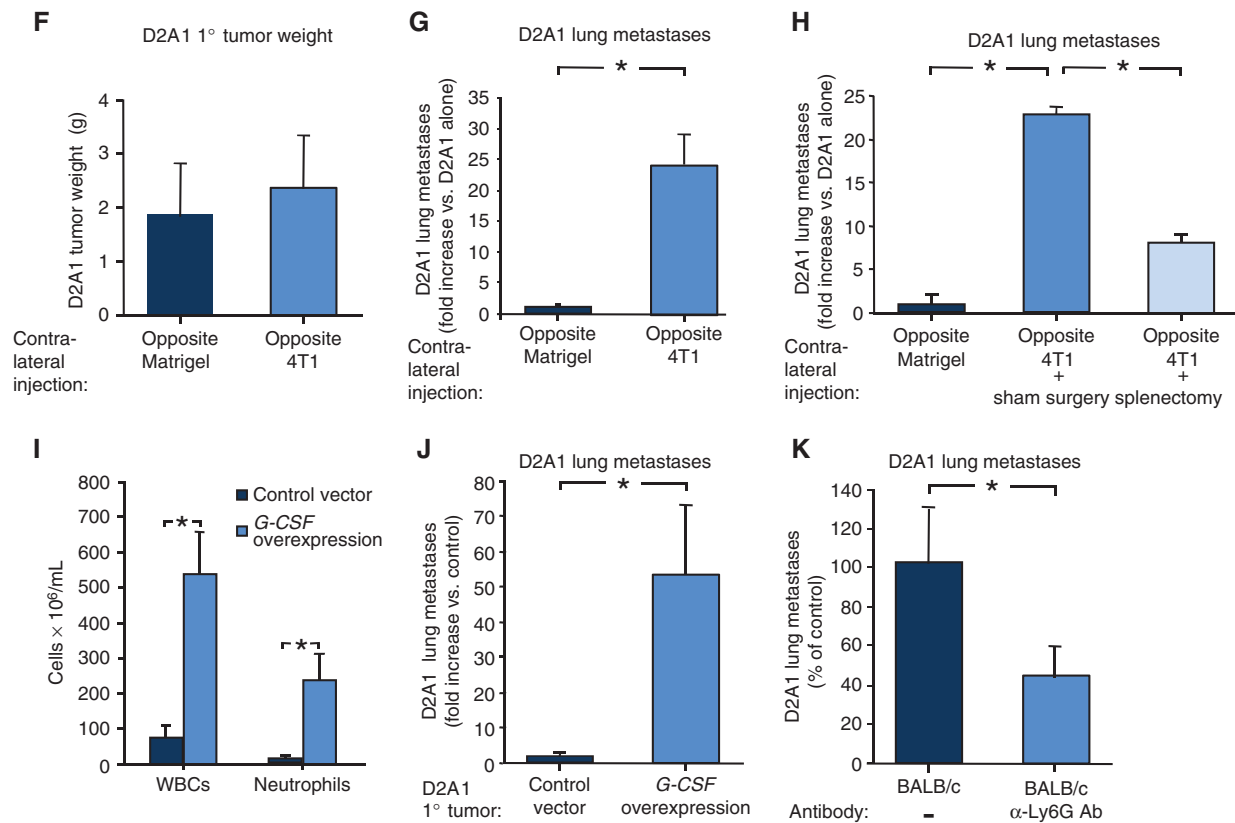 F
D2A1 1° tumor weight
D2A1 tumor weight (g)
4
3
2
1
0
Contra-
lateral
injection:
Opposite
Matrigel
Opposite
4T1
G
D2A1 lung metastases
*
D2A1 lung metastases
(fold increase vs. D2A1 alone)
35
30
25
20
15
10
5
0
Contra-
lateral
injection:
Opposite
Matrigel
Opposite
4T1
H
D2A1 lung metastases
* *
D2A1 lung metastases
(fold increase vs. D2A1 alone)
25
20
15
10
5
0
Contra-
lateral
injection:
Opposite
Matrigel
Opposite
4T1
+
sham surgery
Opposite
4T1
+
splenectomy
I
Control vector
G-CSF
overexpression
* *
Cells × 10⁶/mL
800
700
600
500
400
300
200
100
0
WBCs
Neutrophils
J
D2A1 lung metastases
*
D2A1 lung metastases
(fold increase vs. control)
80
70
60
50
40
30
20
10
0
D2A1
1° tumor:
Control
vector
G-CSF
overexpression
K
D2A1 lung metastases
*
D2A1 lung metastases
(% of control)
140
120
100
80
60
40
20
0
Antibody:
BALB/c
-
BALB/c
α-Ly6G Ab